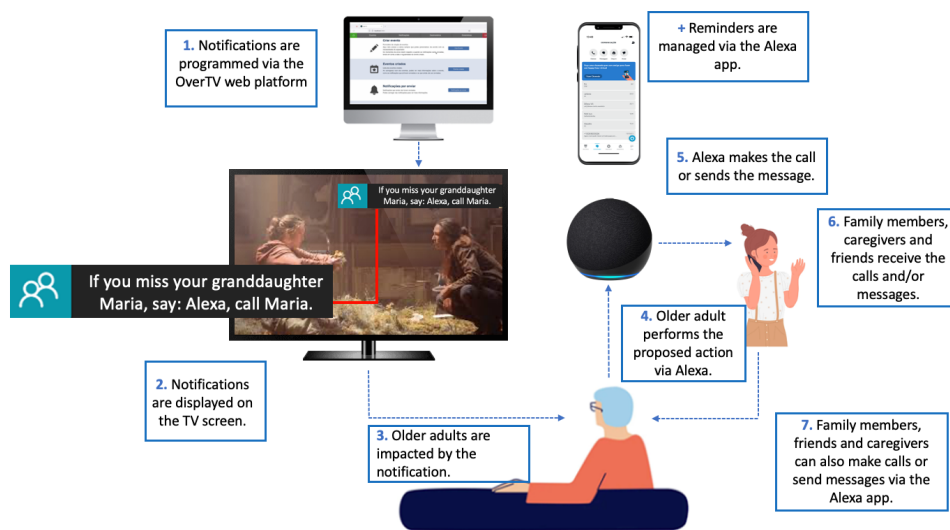 1. Notifications are
programmed via the
OverTV web platform
+ Reminders are
managed via the Alexa
app.
5. Alexa makes the call
or sends the message.
If you miss your granddaughter
Maria, say: Alexa, call Maria.
If you miss your granddaughter
Maria, say: Alexa, call Maria.
6. Family members,
caregivers and
friends receive the
calls and/or
messages.
4. Older adult
performs the
proposed action
via Alexa.
2. Notifications
are displayed on
the TV screen.
3. Older adults are
impacted by the
notification.
7. Family members,
friends and caregivers
can also make calls or
send messages via the
Alexa app.